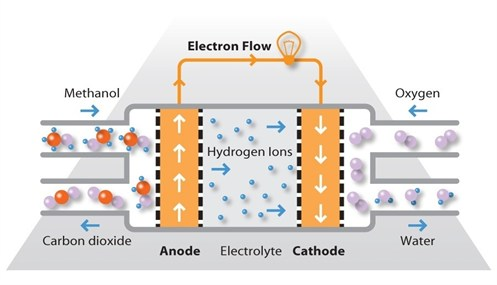 Electron Flow
Methanol
Oxygen
Hydrogen Ions
Carbon dioxide
Anode
Electrolyte
Cathode
Water